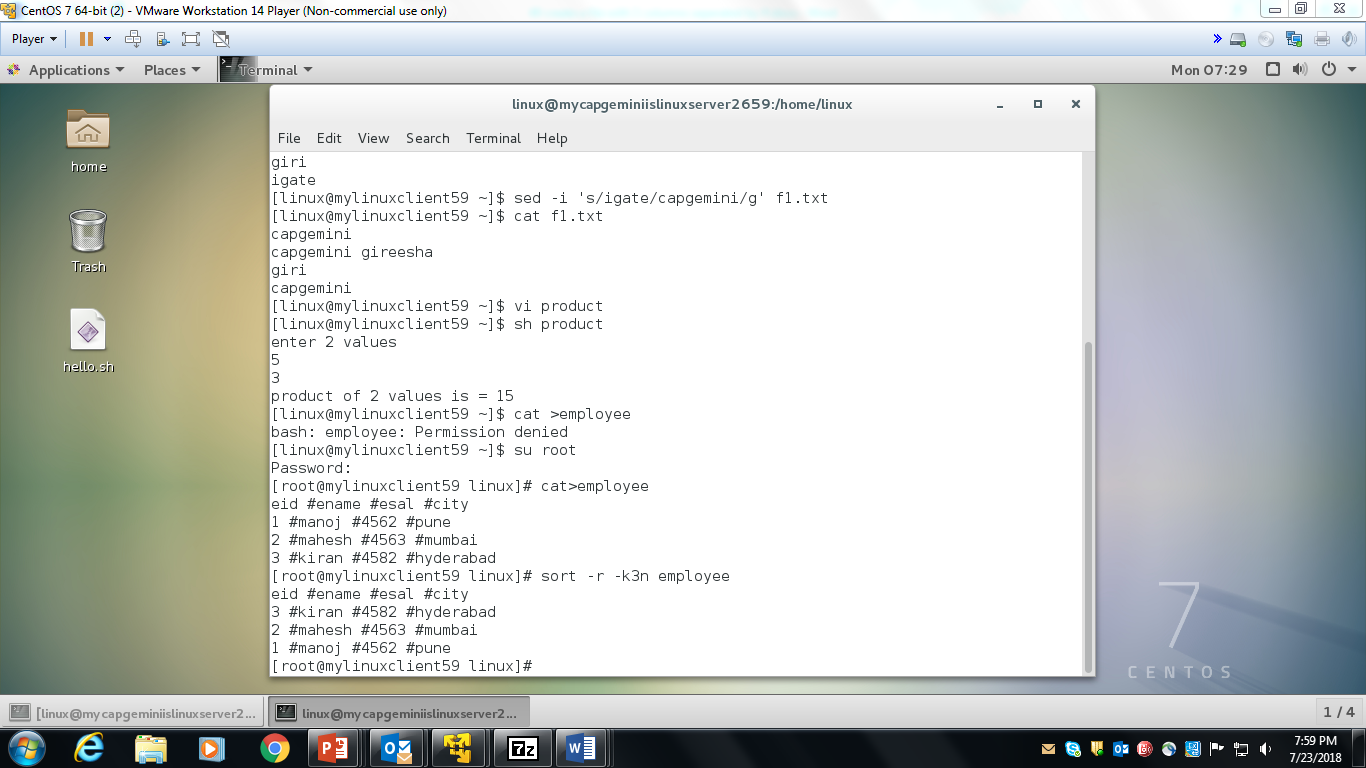 CentOS 7 64-bit (2) - VMware Workstation 14 Player (Non-commercial use only)
Player
Applications Places Terminal Mon 07:29
linux@mycapgeminiislinuxserver2659:/home/linux
File Edit View Search Terminal Help
home
Trash
hello.sh
giri
igate
[linux@mylinuxclient59 ~]$ sed -i 's/igate/capgemini/g' f1.txt
[linux@mylinuxclient59 ~]$ cat f1.txt
capgemini
capgemini gireesha
giri
capgemini
[linux@mylinuxclient59 ~]$ vi product
[linux@mylinuxclient59 ~]$ sh product
enter 2 values
5
3
product of 2 values is = 15
[linux@mylinuxclient59 ~]$ cat >employee
bash: employee: Permission denied
[linux@mylinuxclient59 ~]$ su root
Password:
[root@mylinuxclient59 linux]# cat>employee
eid #ename #esal #city
1 #manoj #4562 #pune
2 #mahesh #4563 #mumbai
3 #kiran #4582 #hyderabad
[root@mylinuxclient59 linux]# sort -r -k3n employee
eid #ename #esal #city
3 #kiran #4582 #hyderabad
2 #mahesh #4563 #mumbai
1 #manoj #4562 #pune
[root@mylinuxclient59 linux]#
7
CENTOS
[linux@mycapgeminiislinuxserver2... linux@mycapgeminiislinuxserver2... 1 / 4
7:59 PM
7/23/2018